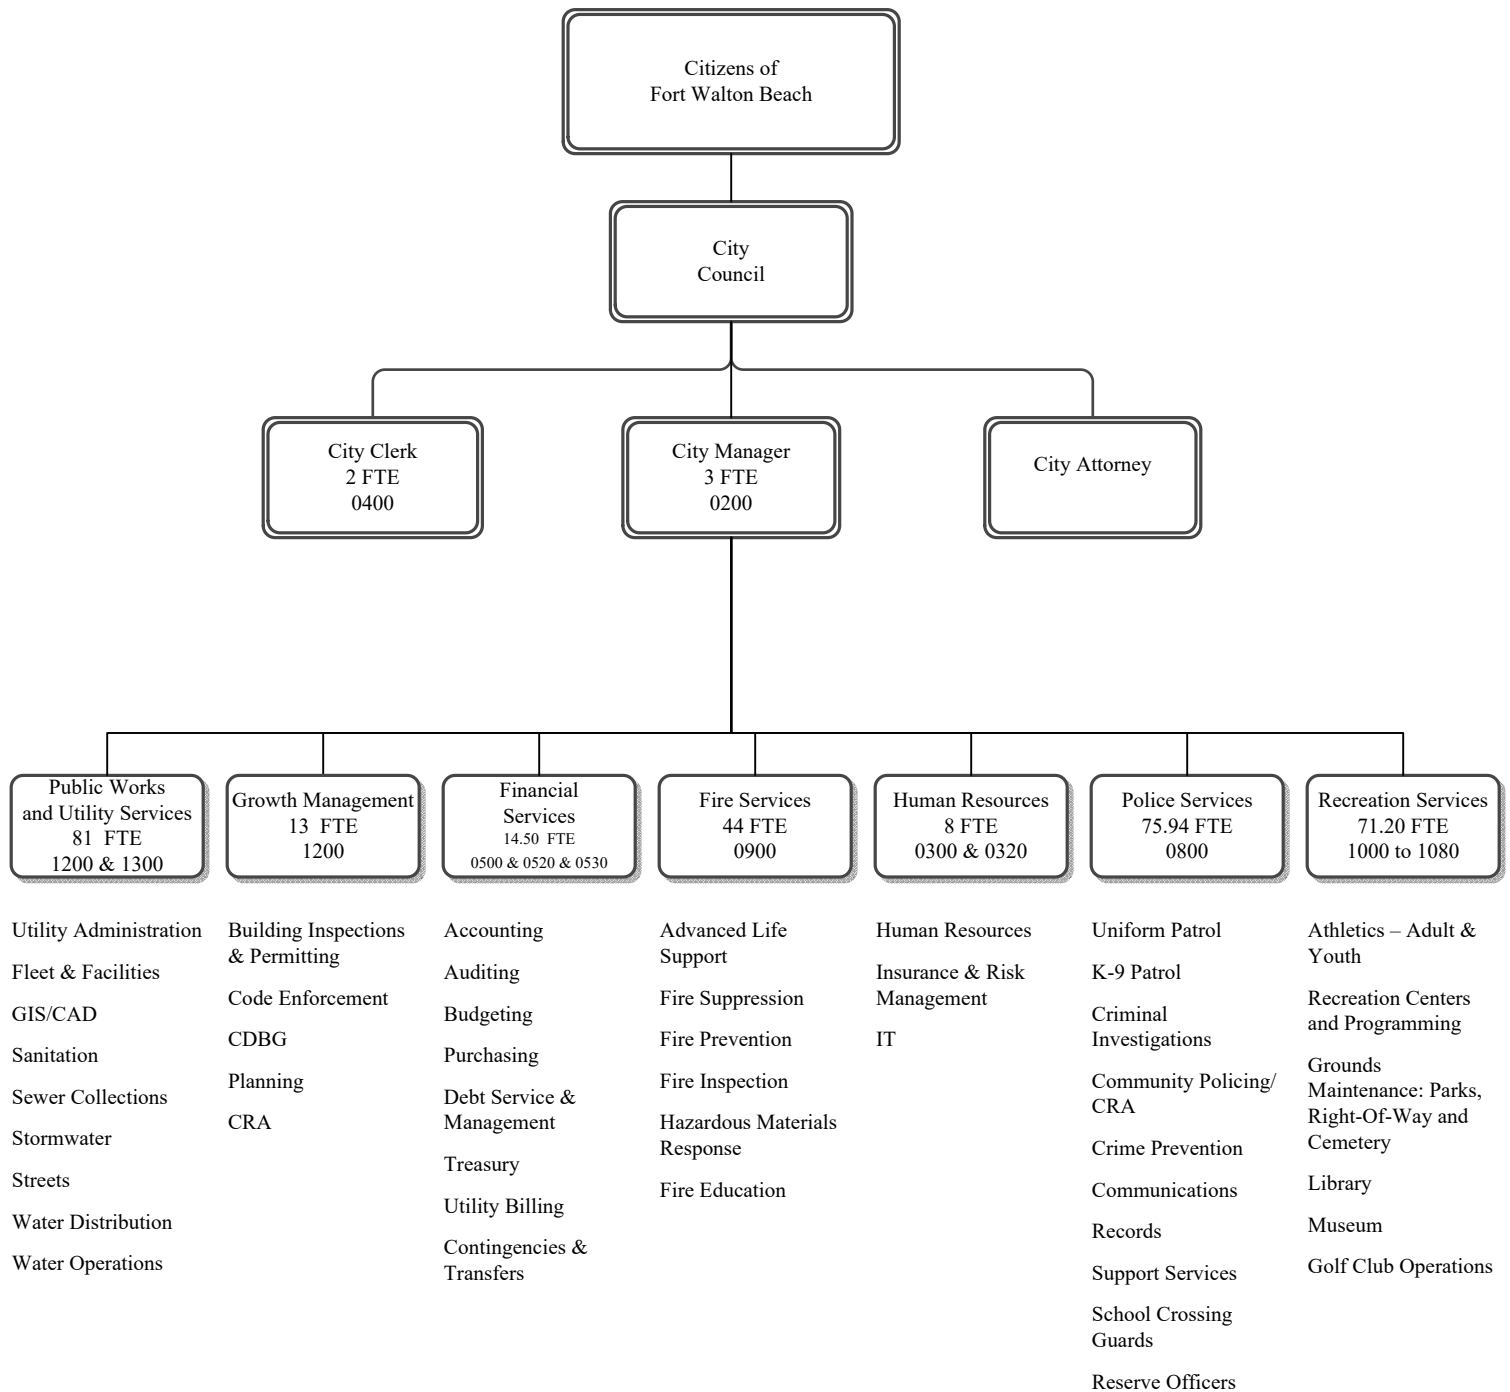 Citizens of
Fort Walton Beach
City
Council
City Clerk
2 FTE
0400
City Manager
3 FTE
0200
City Attorney
Public Works
and Utility Services
81 FTE
1200 & 1300
Growth Management
13 FTE
1200
Financial
Services
14.50 FTE
0500 & 0520 & 0530
Fire Services
44 FTE
0900
Human Resources
8 FTE
0300 & 0320
Police Services
75.94 FTE
0800
Recreation Services
71.20 FTE
1000 to 1080
Utility Administration
Fleet & Facilities
GIS/CAD
Sanitation
Sewer Collections
Stormwater
Streets
Water Distribution
Water Operations
Building Inspections
& Permitting
Code Enforcement
CDBG
Planning
CRA
Accounting
Auditing
Budgeting
Purchasing
Debt Service &
Management
Treasury
Utility Billing
Contingencies &
Transfers
Advanced Life
Support
Fire Suppression
Fire Prevention
Fire Inspection
Hazardous Materials
Response
Fire Education
Human Resources
Insurance & Risk
Management
IT
Uniform Patrol
K-9 Patrol
Criminal
Investigations
Community Policing/
CRA
Crime Prevention
Communications
Records
Support Services
School Crossing
Guards
Reserve Officers
Athletics – Adult &
Youth
Recreation Centers
and Programming
Grounds
Maintenance: Parks,
Right-Of-Way and
Cemetery
Library
Museum
Golf Club Operations